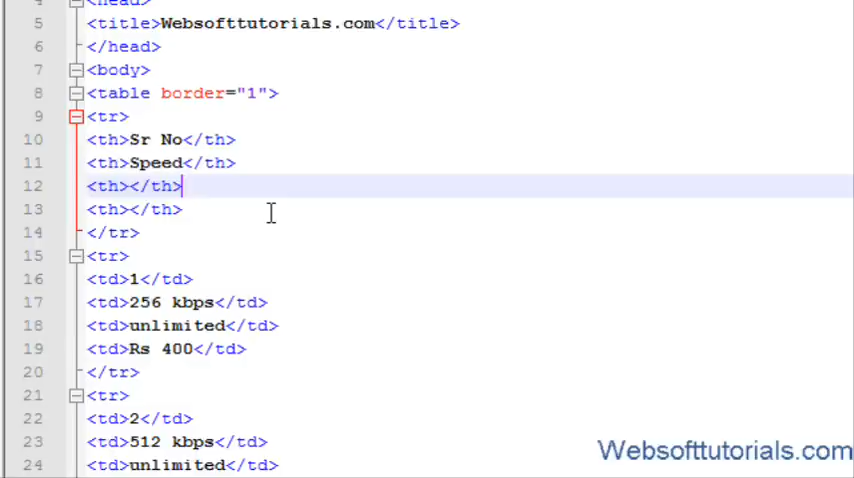 4 <head>
5 <title>Websofttutorials.com</title>
6 </head>
7 <body>
8 <table border="1">
9 <tr>
10 <th>Sr No</th>
11 <th>Speed</th>
12 <th></th>
13 <th></th>
14 </tr>
15 <tr>
16 <td>1</td>
17 <td>256 kbps</td>
18 <td>unlimited</td>
19 <td>Rs 400</td>
20 </tr>
21 <tr>
22 <td>2</td>
23 <td>512 kbps</td>
24 <td>unlimited</td>
Websofttutorials.com